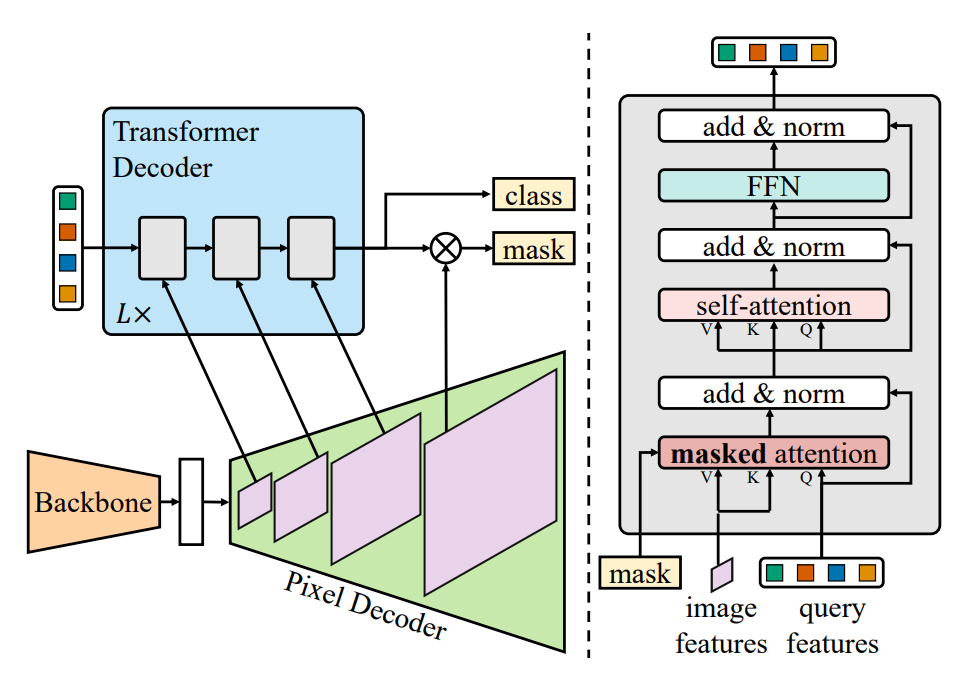 Transformer
Decoder
L×
class
mask
Backbone
Pixel Decoder
add & norm
FFN
add & norm
self-attention
V K Q
add & norm
masked attention
V K Q
mask
image
features
query
features